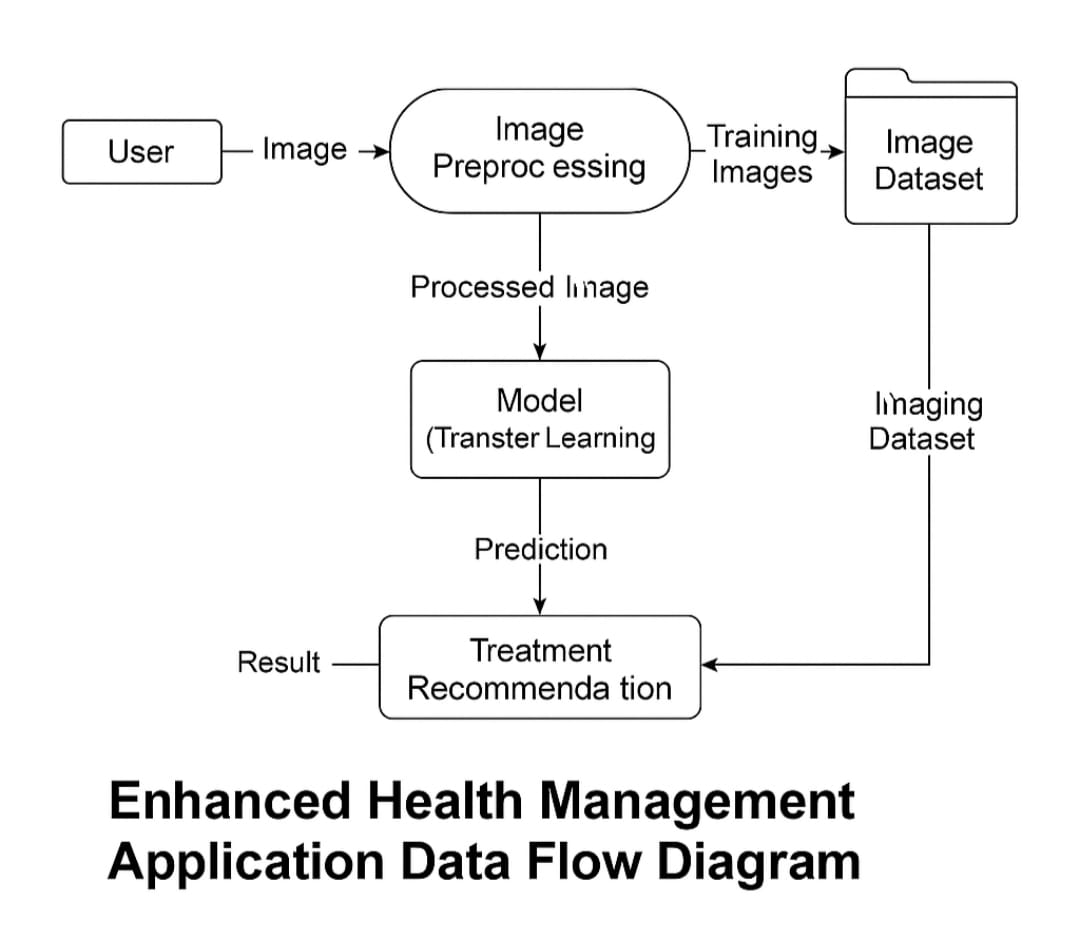 User
Image
Image
Preproc essing
Training
Images
Image
Dataset
Processed Image
Model
(Transter Learning
Imaging
Dataset
Prediction
Result
Treatment
Recommenda tion
Enhanced Health Management
Application Data Flow Diagram